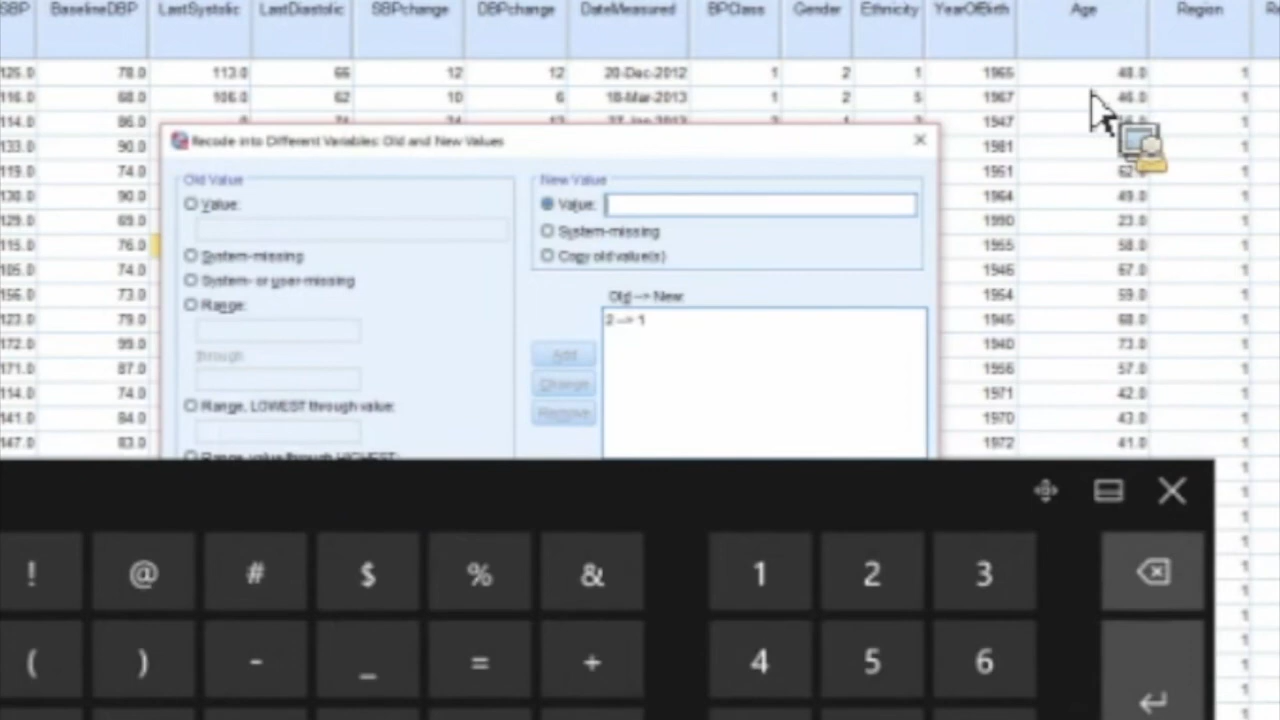 SBP BaselineDBP LastSystolic LastDiastolic SBPchange DBPchange DateMeasured BPClass Gender Ethnicity YearOfBirth Age Region
125.0 78.0 113.0 66 12 12 20-Dec-2012 1 2 1 1965 48.0 1
116.0 68.0 106.0 62 10 6 18-Mar-2013 1 2 5 1967 46.0 1
114.0 86.0 1947
Recode into Different Variables: Old and New Values
133.0 90.0 1981
119.0 74.0 1951 62
Old Value New Value
130.0 90.0 1964 49.0 1
Value: Value:
129.0 69.0 1990 23.0 1
System-missing
115.0 76.0 1955 58.0 1
System-missing Copy old value(s)
105.0 74.0 1946 67.0 1
System- or user-missing
156.0 73.0 1954 59.0 1
Range: Old --> New:
123.0 79.0 1945 68.0 1
2 --> 1
172.0 99.0 1940 73.0 1
through Add
171.0 87.0 1956 57.0 1
Change
114.0 74.0 1971 42.0 1
Range, LOWEST through value: Remove
141.0 84.0 1970 43.0 1
147.0 83.0 1972 41.0 1
Range, value through HIGHEST:
! @ # $ % & 1 2 3
( ) - _ = + 4 5 6